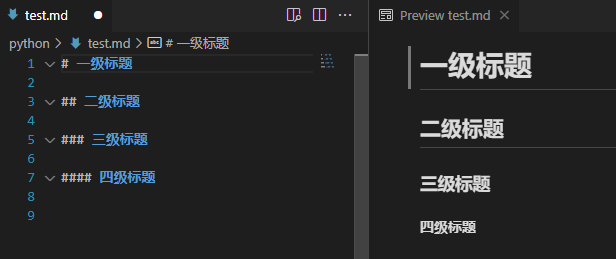 test.md
Preview test.md
python > test.md > # 一级标题
1 # 一级标题
2
3 ## 二级标题
4
5 ### 三级标题
6
7 #### 四级标题
8
9
一级标题
二级标题
三级标题
四级标题